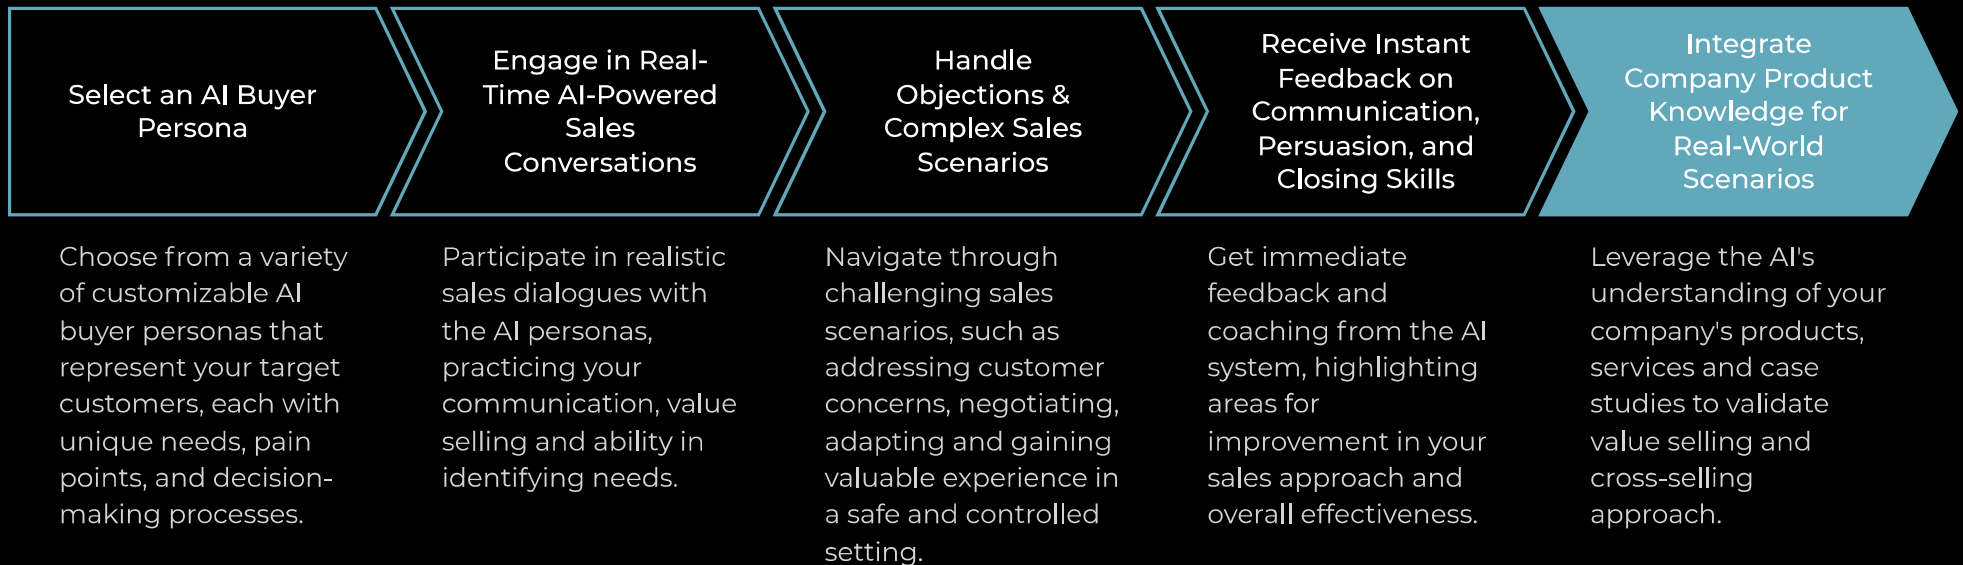 Select an AI Buyer
Persona
Engage in Real-
Time AI-Powered
Sales
Conversations
Handle
Objections &
Complex Sales
Scenarios
Receive Instant
Feedback on
Communication,
Persuasion, and
Closing Skills
Integrate
Company Product
Knowledge for
Real-World
Scenarios
Choose from a variety
of customizable AI
buyer personas that
represent your target
customers, each with
unique needs, pain
points, and decision-
making processes.
Participate in realistic
sales dialogues with
the AI personas,
practicing your
communication, value
selling and ability in
identifying needs.
Navigate through
challenging sales
scenarios, such as
addressing customer
concerns, negotiating,
adapting and gaining
valuable experience in
a safe and controlled
setting.
Get immediate
feedback and
coaching from the AI
system, highlighting
areas for
improvement in your
sales approach and
overall effectiveness.
Leverage the AI's
understanding of your
company's products,
services and case
studies to validate
value selling and
cross-selling
approach.